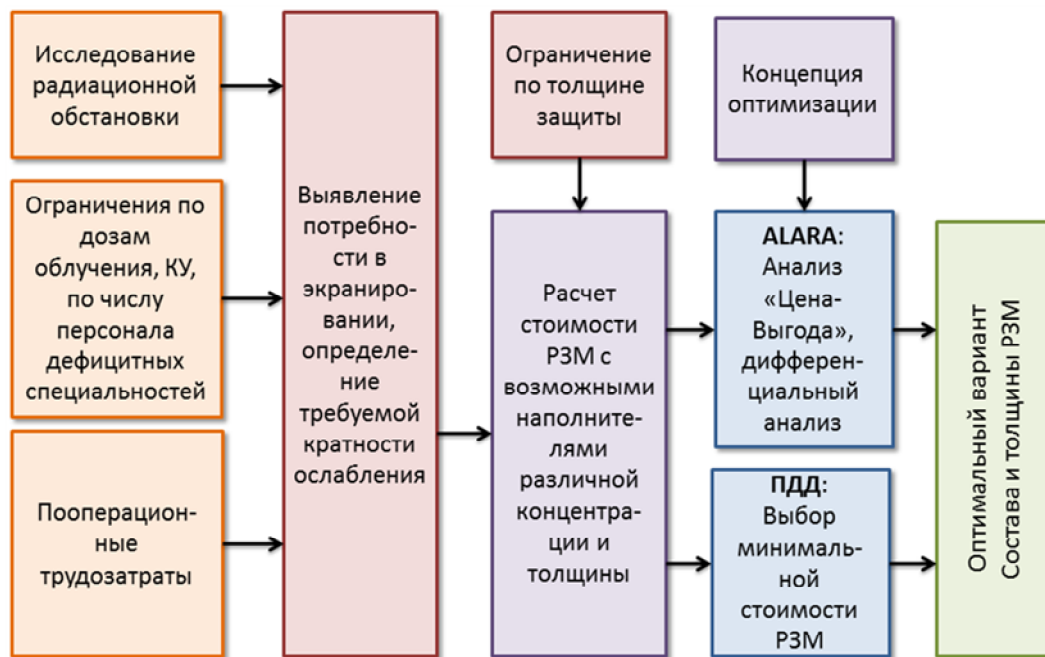 Исследование
радиационной
обстановки
Ограничения по
дозам
облучения, КУ,
по числу
персонала
дефицитных
специальностей
Пооперацион-
ные
трудозатраты
Выявление
потребно-
сти в
экраниро-
вании,
определе-
ние
требуемой
кратности
ослабления
Ограничение
по толщине
защиты
Расчет
стоимости
РЗМ с
возможными
наполните-
лями
различной
концентра-
ции и
толщины
Концепция
оптимизации
ALARA:
Анализ
«Цена-
Выгода»,
дифферен-
циальный
анализ
ПДД:
Выбор
минималь-
ной
стоимости
РЗМ
Оптимальный вариант
Состава и толщины РЗМ